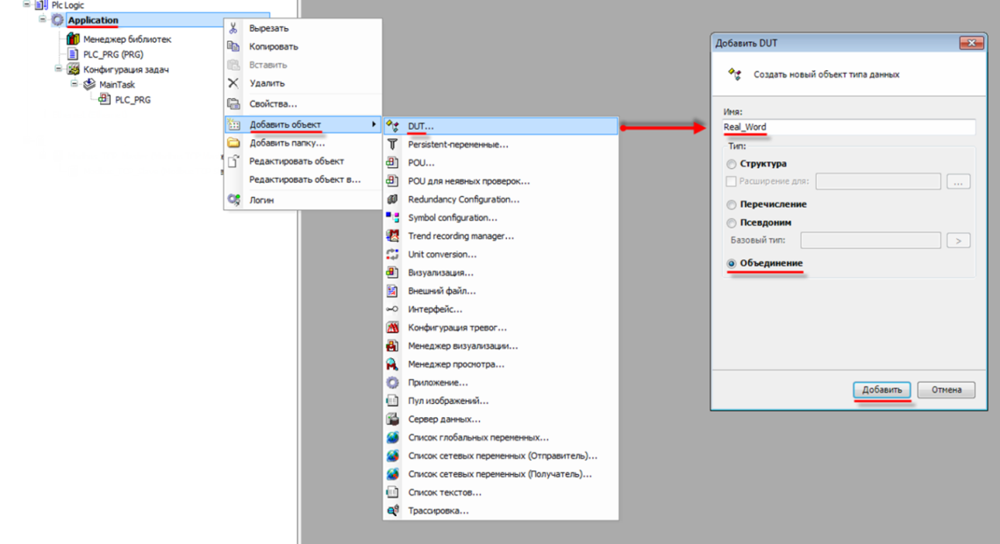 Plc Logic
Application
Менеджер библиотек
PLC_PRG (PRG)
Конфигурация задач
MainTask
PLC_PRG
Вырезать
Копировать
Вставить
Удалить
Свойства...
Добавить объект
Добавить папку...
Редактировать объект
Редактировать объект в...
Логин
DUT...
Persistent-переменные...
POU...
POU для неявных проверок...
Redundancy Configuration...
Symbol configuration...
Trend recording manager...
Unit conversion...
Визуализация...
Внешний файл...
Интерфейс...
Конфигурация тревог...
Менеджер визуализации...
Менеджер просмотра...
Приложение...
Пул изображений...
Сервер данных...
Список глобальных переменных...
Список сетевых переменных (Отправитель)...
Список сетевых переменных (Получатель)...
Список текстов...
Трассировка...
Добавить DUT
Создать новый объект типа данных
Имя:
Real_Word
Тип:
Структура
Расширение для:
...
Перечисление
Псевдоним
Базовый тип:
>
Объединение
Добавить
Отмена